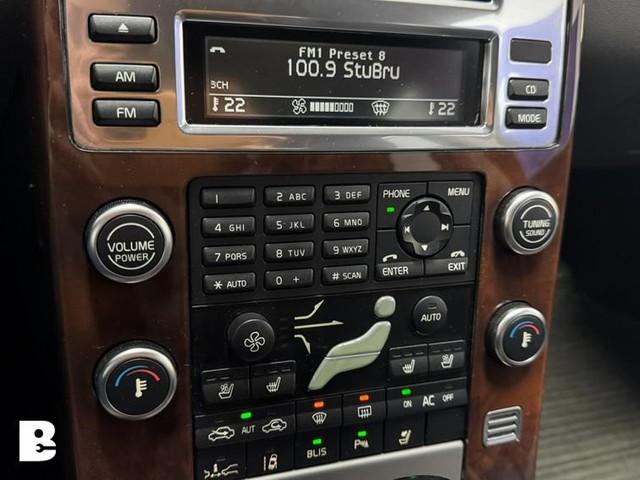 FM1 Preset 8
100.9 StuBru
3CH
22
22
AM
FM
CD
MODE
VOLUME
POWER
TUNING
SOUND
1
2 ABC
3 DEF
4 GHI
5 JKL
6 MNO
7 PQRS
8 TUV
9 WXYZ
* AUTO
0 +
# SCAN
PHONE
MENU
ENTER
EXIT
AUTO
AUT
ON
AC
OFF
BLIS
P
B